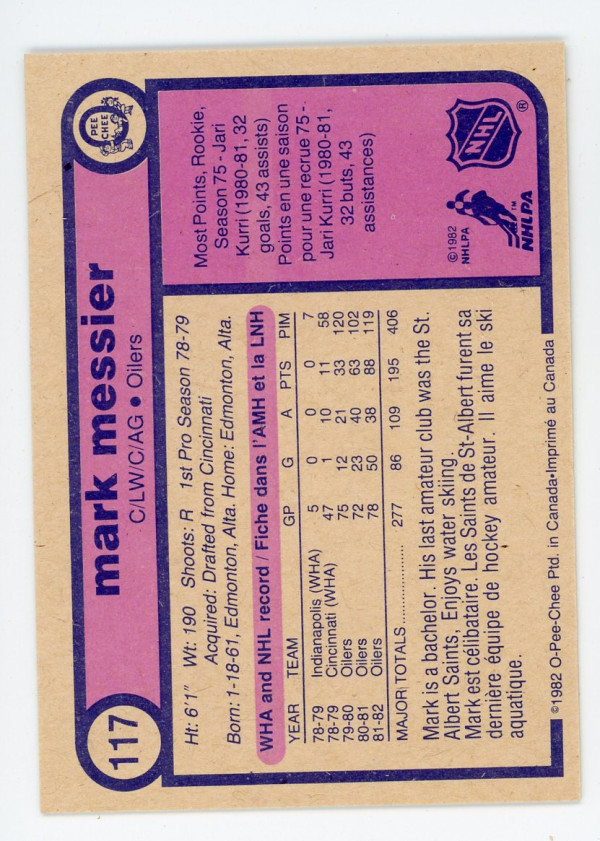 117
mark messier
C/LW/C/AG • Oilers
O
PEE
CHEE
Ht: 6'1" Wt: 190 Shoots: R 1st Pro Season 78-79
Acquired: Drafted from Cincinnati
Born: 1-18-61, Edmonton, Alta. Home: Edmonton, Alta.
WHA and NHL record / Fiche dans l'AMH et la LNH
YEAR TEAM GP G A PTS PIM
78-79 Indianapolis (WHA) 5 0 0 0 7
78-79 Cincinnati (WHA) 47 1 10 11 58
79-80 Oilers 75 12 21 33 120
80-81 Oilers 72 23 40 63 102
81-82 Oilers 78 50 38 88 119
MAJOR TOTALS.................... 277 86 109 195 406
Mark is a bachelor. His last amateur club was the St.
Albert Saints, Enjoys water, skiing.
Mark est célibataire. Les Saints de St-Albert furent sa
dernière équipe de hockey amateur. Il aime le ski
aquatique.
Most Points, Rookie,
Season 75 - Jari
Kurri (1980-81, 32
goals, 43 assists)
Points en une saison
pour une recrue 75 -
Jari Kurri (1980-81,
32 buts, 43
assistances)
NHL ®
©1982
NHLPA
NHLPA ™
©1982 O-Pee-Chee Ptd. in Canada•Imprimé au Canada